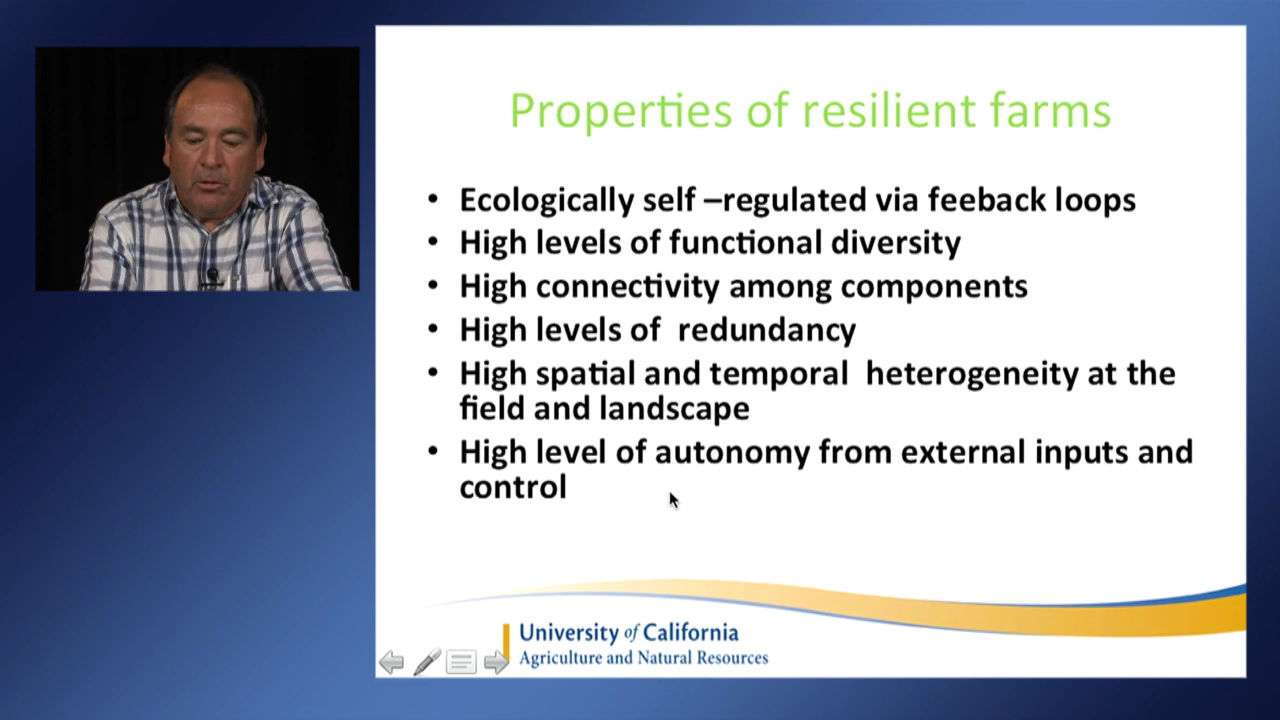 Properties of resilient farms
• Ecologically self –regulated via feeback loops
• High levels of functional diversity
• High connectivity among components
• High levels of  redundancy
• High spatial and temporal  heterogeneity at the
field and landscape
• High level of autonomy from external inputs and
control
University of California
Agriculture and Natural Resources